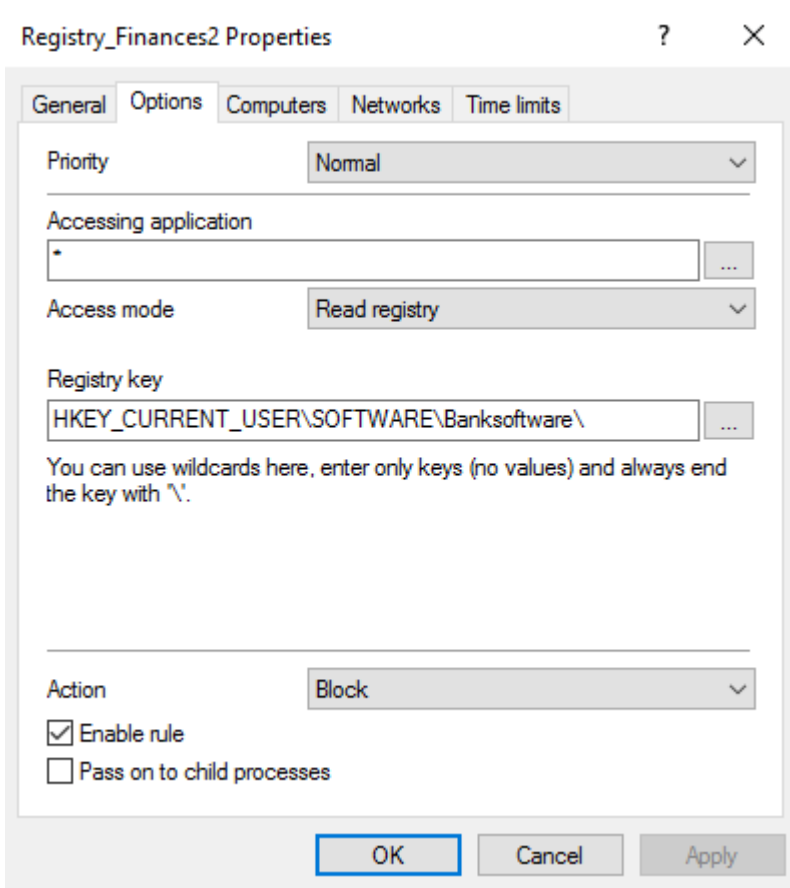 Registry_Finances2 Properties ? ×
General Options Computers Networks Time limits
Priority Normal
Accessing application
*
...
Access mode Read registry
Registry key
HKEY_CURRENT_USER\SOFTWARE\Banksoftware\
...
You can use wildcards here, enter only keys (no values) and always end
the key with '\'.
Action Block
Enable rule
Pass on to child processes
OK Cancel Apply